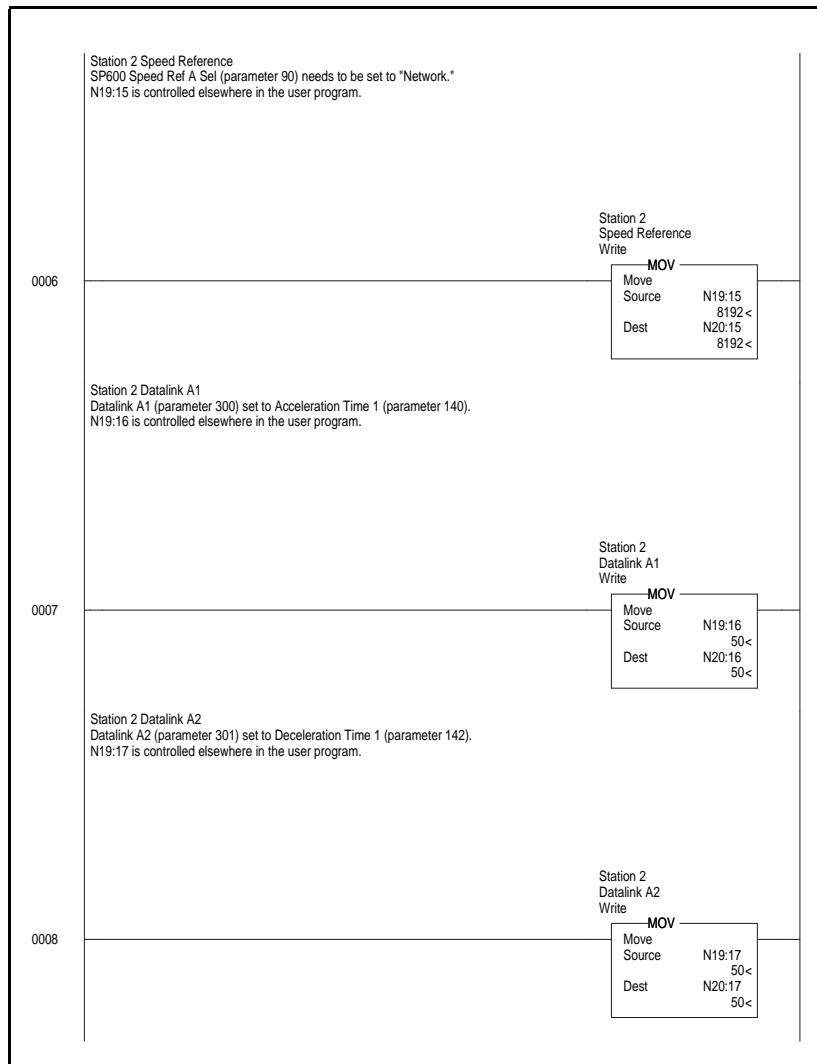 Station 2 Speed Reference
SP600 Speed Ref A Sel (parameter 90) needs to be set to "Network."
N19:15 is controlled elsewhere in the user program.
Station 2
Speed Reference
Write
MOV
0006
Move
Source N19:15
8192<
Dest N20:15
8192<
Station 2 Datalink A1
Datalink A1 (parameter 300) set to Acceleration Time 1 (parameter 140).
N19:16 is controlled elsewhere in the user program.
Station 2
Datalink A1
Write
MOV
0007
Move
Source N19:16
50<
Dest N20:16
50<
Station 2 Datalink A2
Datalink A2 (parameter 301) set to Deceleration Time 1 (parameter 142).
N19:17 is controlled elsewhere in the user program.
Station 2
Datalink A2
Write
MOV
0008
Move
Source N19:17
50<
Dest N20:17
50<